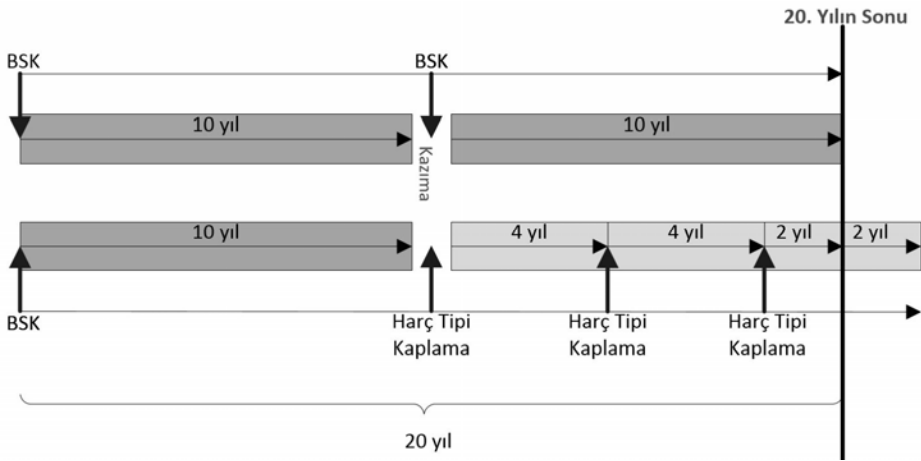 20. Yılın Sonu
BSK
BSK
10 yıl
10 yıl
Kazıma
10 yıl
4 yıl
4 yıl
2 yıl
2 yıl
BSK
Harç Tipi
Kaplama
Harç Tipi
Kaplama
Harç Tipi
Kaplama
20 yıl